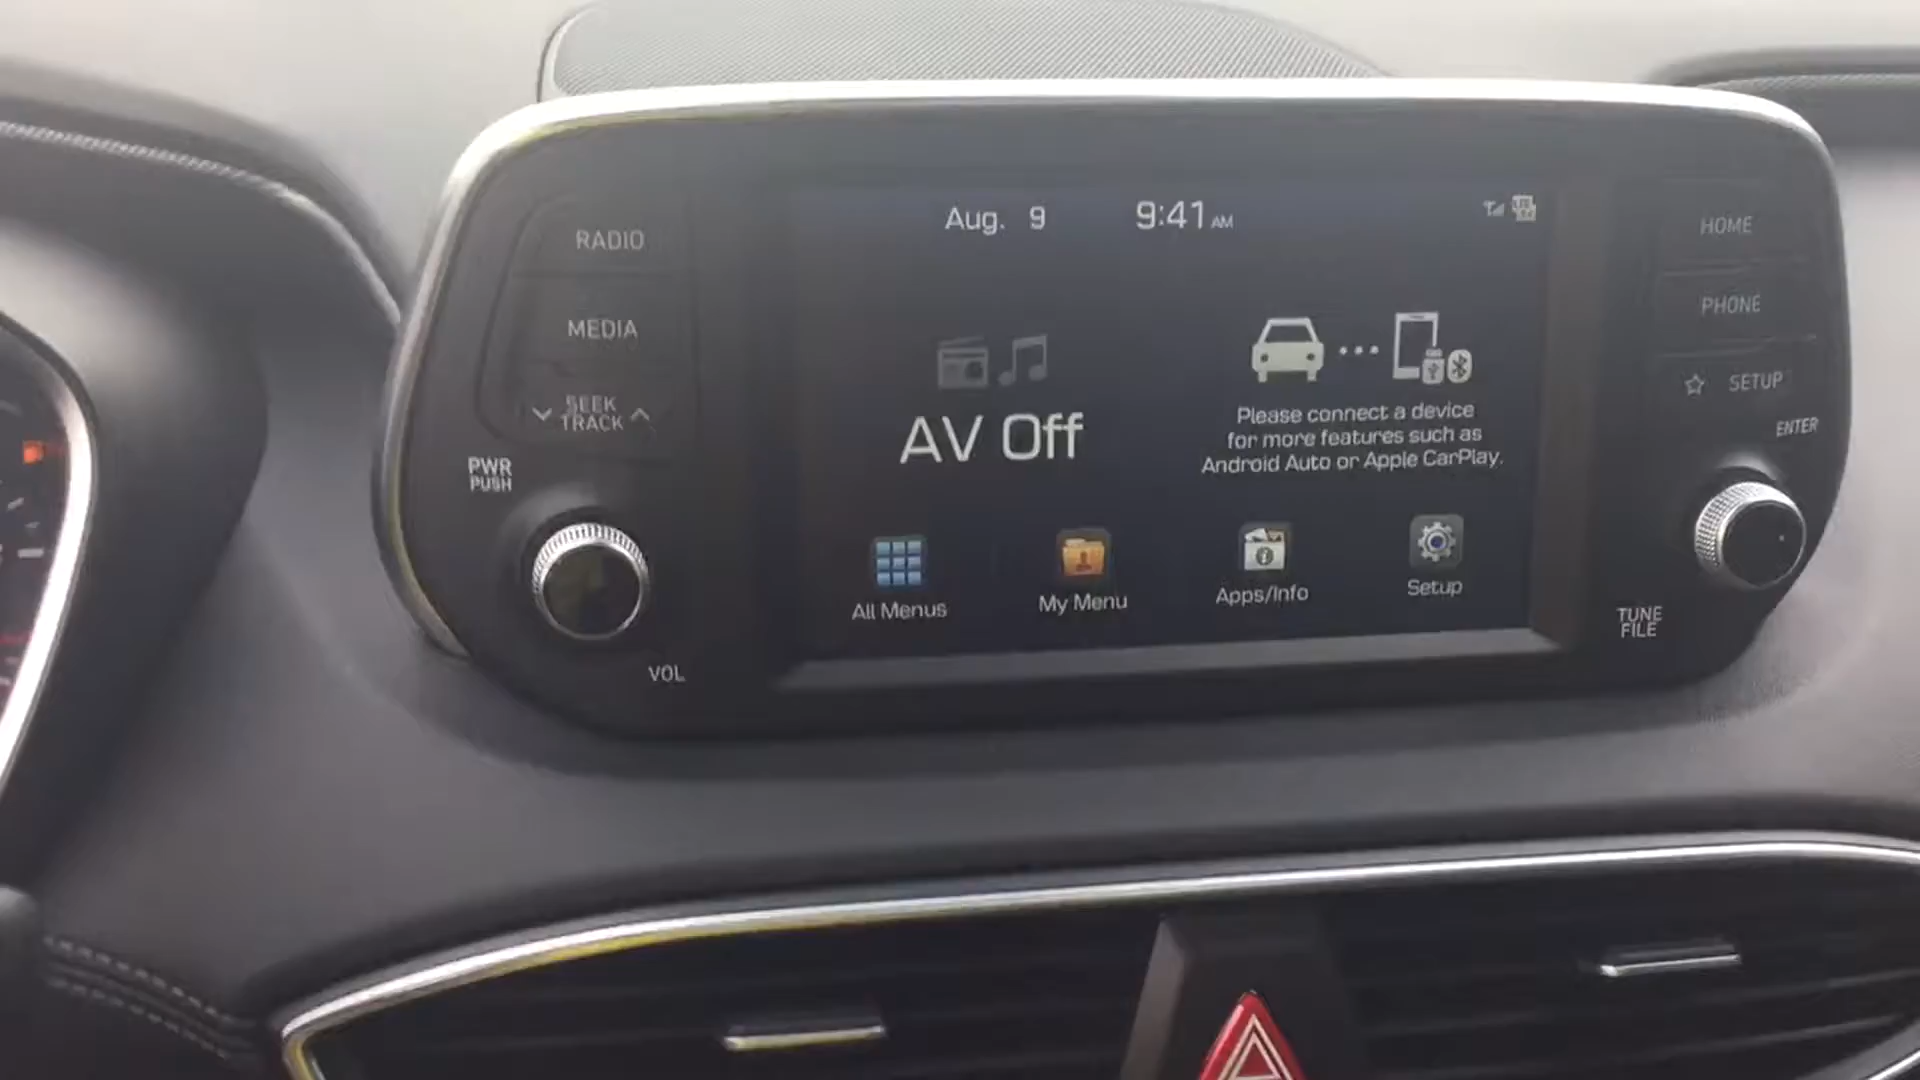 RADIO
MEDIA
SEEK
TRACK
PWR
PUSH
VOL
Aug. 9 9:41 AM
AV Off
Please connect a device
for more features such as
Android Auto or Apple CarPlay.
All Menus
My Menu
Apps/Info
Setup
HOME
PHONE
SETUP
ENTER
TUNE
FILE